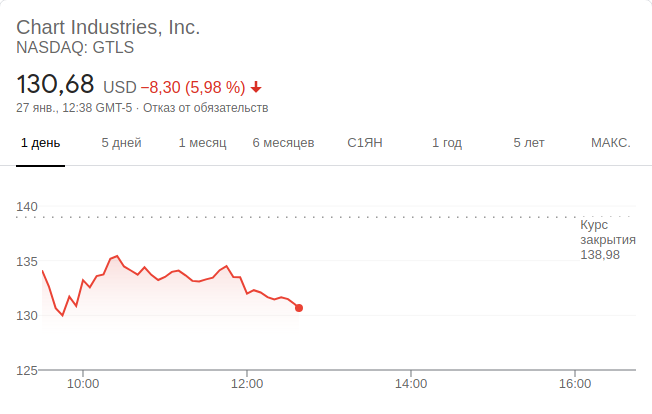 Chart Industries, Inc.
NASDAQ: GTLS
130,68 USD −8,30 (5,98 %)
27 янв., 12:38 GMT-5 · Отказ от обязательств
1 день 5 дней 1 месяц 6 месяцев С1ЯН 1 год 5 лет МАКС.
140
Курс
закрытия
138,98
135
130
125
10:00 12:00 14:00 16:00